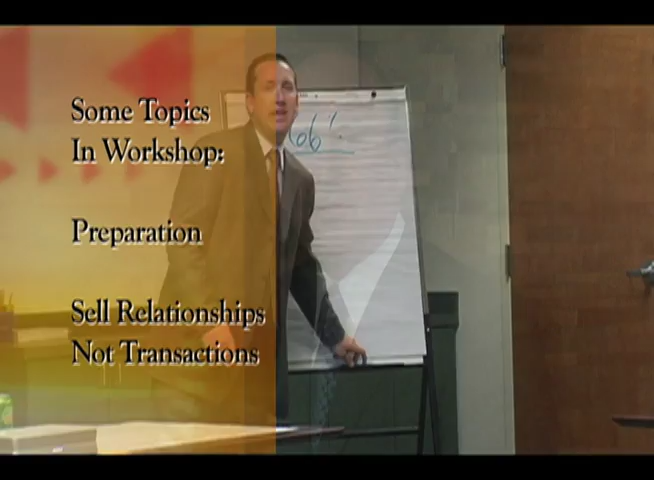 Some Topics
In Workshop:
Preparation
Sell Relationships
Not Transactions